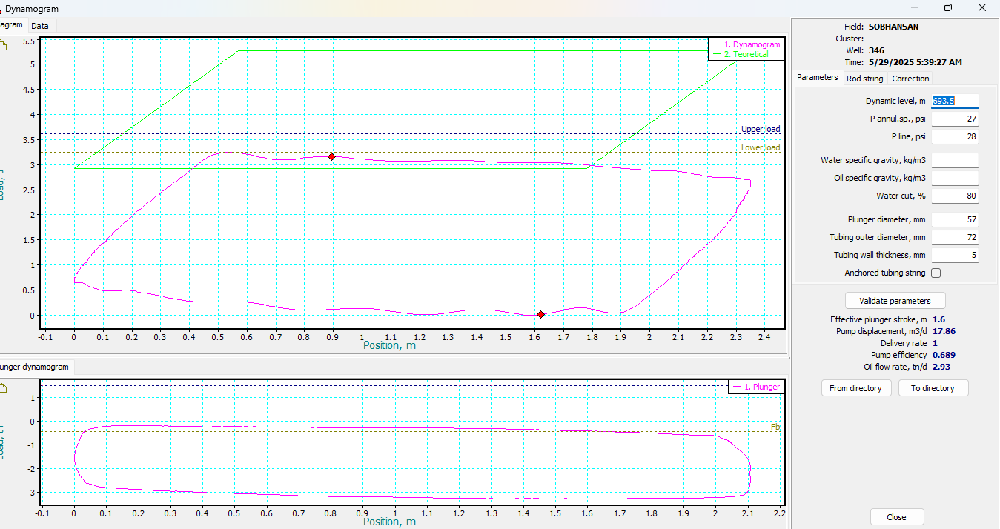 Dynamogram
agram Data
1. Dynamogram
2. Teoretical
5.5
5
4.5
4
3.5
3
2.5
2
1.5
1
0.5
0
Upper load
Lower load
-0.1 0 0.1 0.2 0.3 0.4 0.5 0.6 0.7 0.8 0.9 1 1.1 1.2 1.3 1.4 1.5 1.6 1.7 1.8 1.9 2 2.1 2.2 2.3 2.4
Position, m
unger dynamogram
1. Plunger
1
0
-1
-2
-3
Fb
-0.1 0 0.1 0.2 0.3 0.4 0.5 0.6 0.7 0.8 0.9 1 1.1 1.2 1.3 1.4 1.5 1.6 1.7 1.8 1.9 2 2.1 2.2
Position, m
Field: SOBHANSAN
Cluster:
Well: 346
Time: 5/29/2025 5:39:27 AM
Parameters Rod string Correction
Dynamic level, m 693.5
P annul.sp., psi 27
P line, psi 28
Water specific gravity, kg/m3
Oil specific gravity, kg/m3
Water cut, % 80
Plunger diameter, mm 57
Tubing outer diameter, mm 72
Tubing wall thickness, mm 5
Anchored tubing string
Validate parameters
Effective plunger stroke, m 1.6
Pump displacement, m3/d 17.86
Delivery rate 1
Pump efficiency 0.689
Oil flow rate, tn/d 2.93
From directory To directory
Close